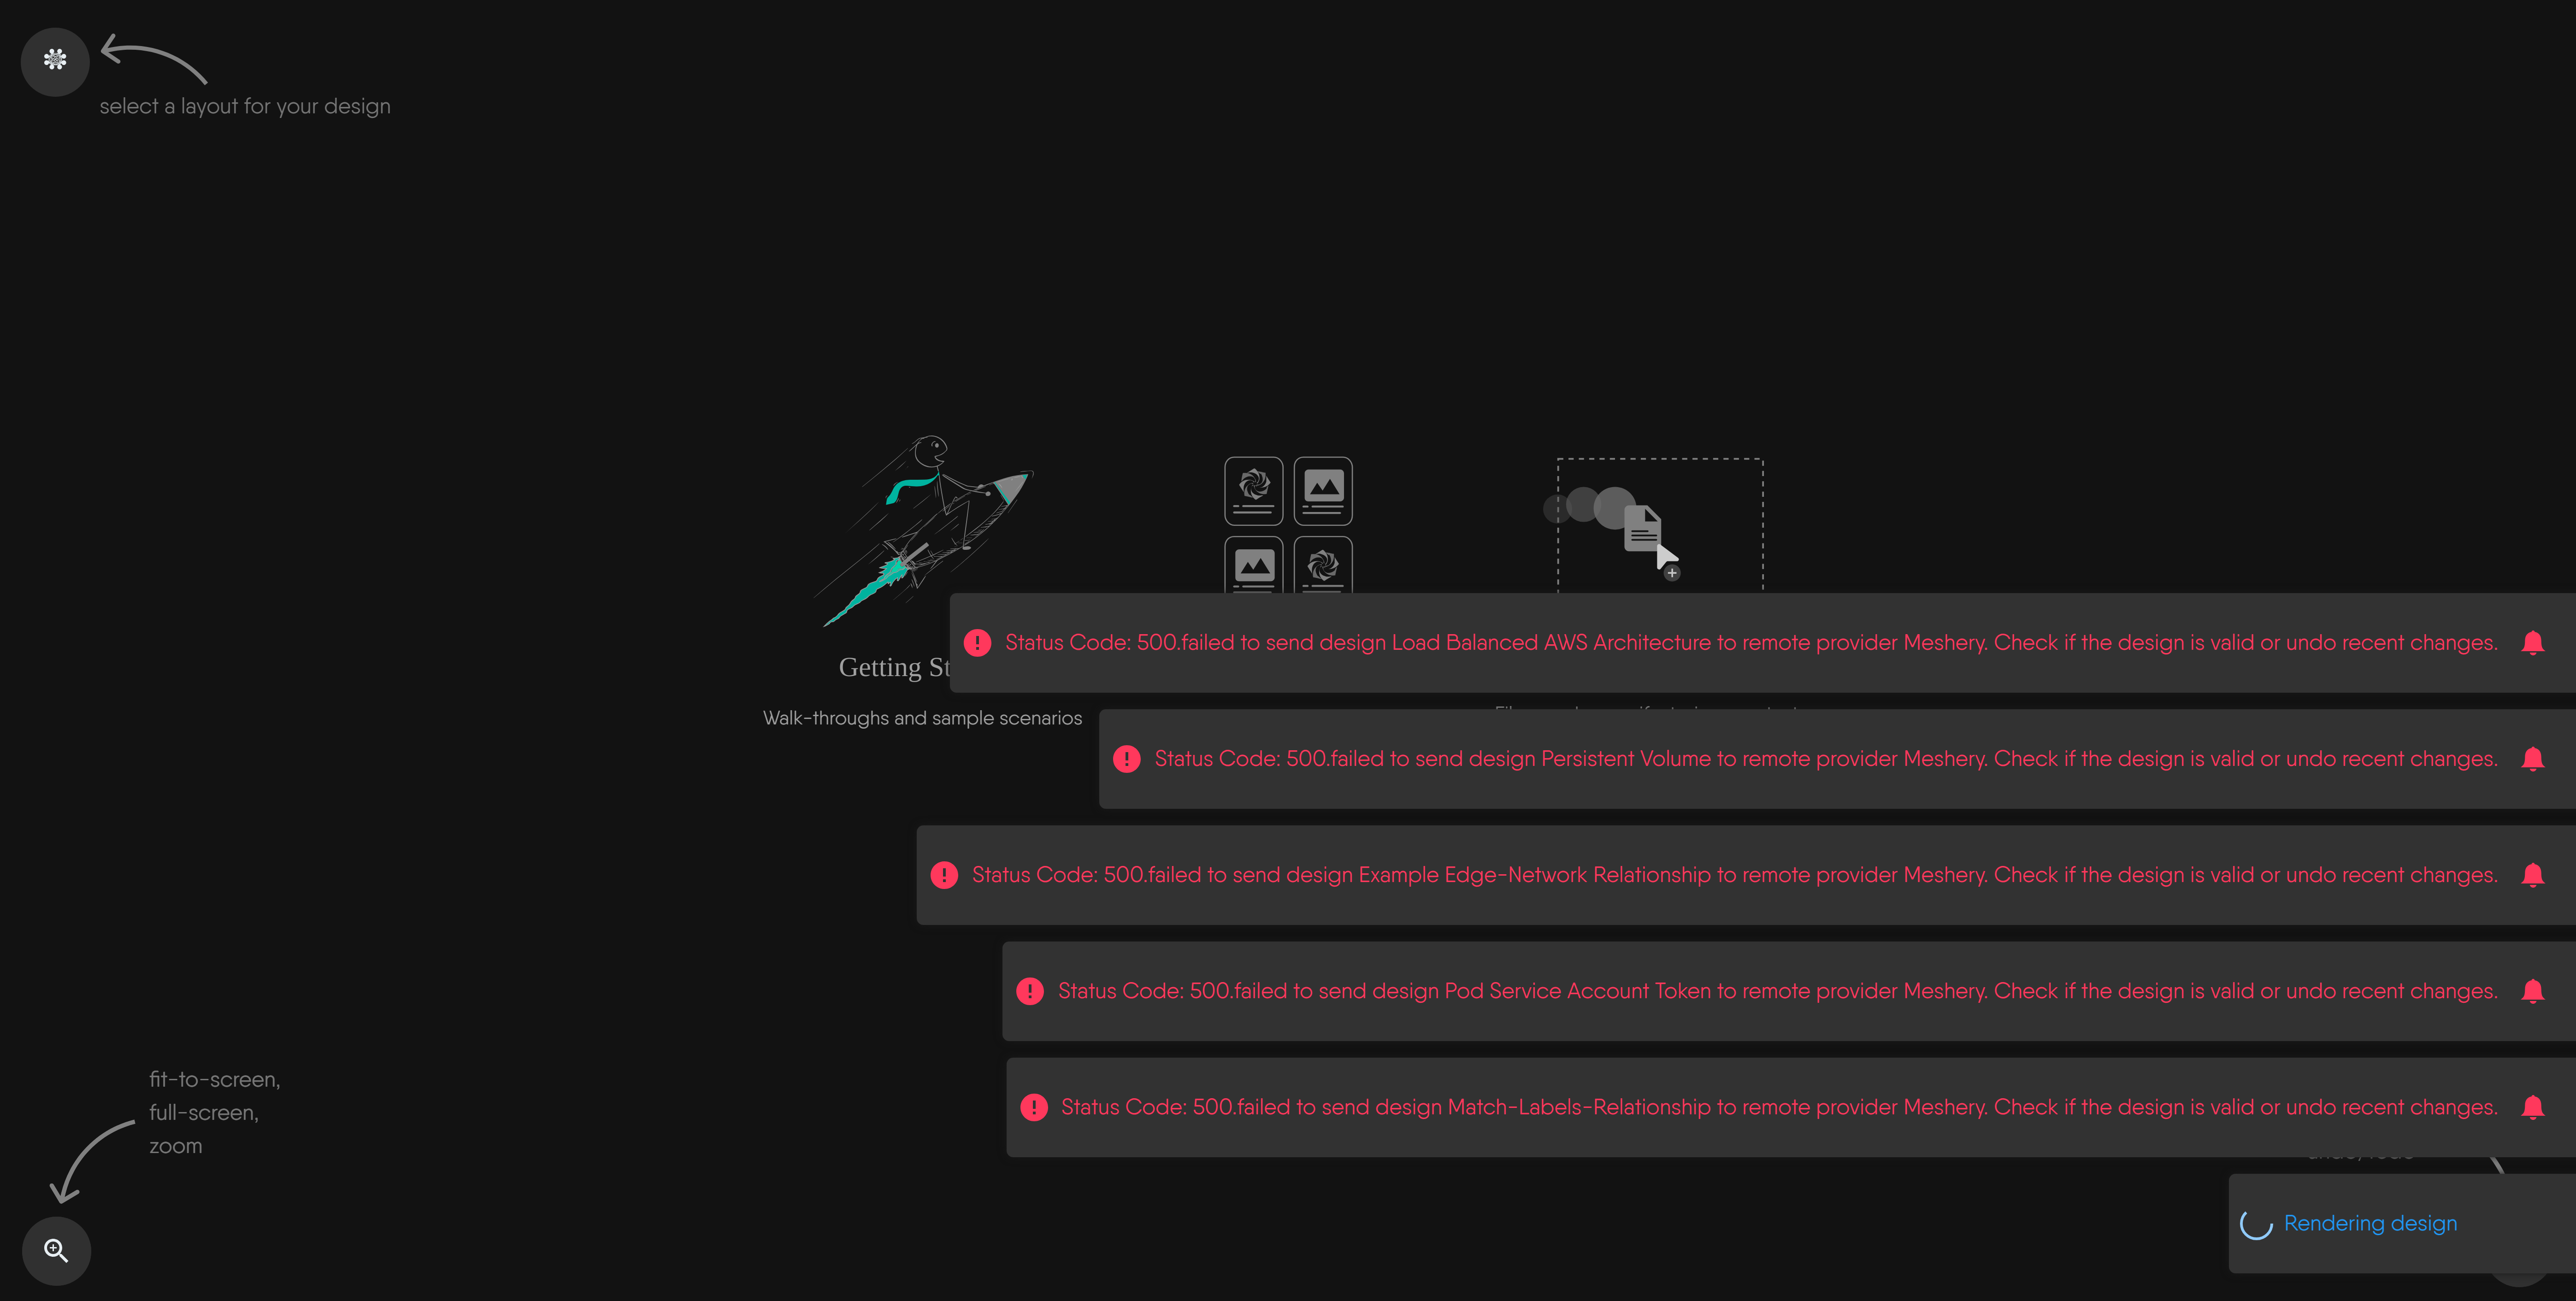 select a layout for your design
Status Code: 500.failed to send design Load Balanced AWS Architecture to remote provider Meshery. Check if the design is valid or undo recent changes.
Getting St
Walk-throughs and sample scenarios
Status Code: 500.failed to send design Persistent Volume to remote provider Meshery. Check if the design is valid or undo recent changes.
Status Code: 500.failed to send design Example Edge-Network Relationship to remote provider Meshery. Check if the design is valid or undo recent changes.
Status Code: 500.failed to send design Pod Service Account Token to remote provider Meshery. Check if the design is valid or undo recent changes.
Status Code: 500.failed to send design Match-Labels-Relationship to remote provider Meshery. Check if the design is valid or undo recent changes.
fit-to-screen,
full-screen,
zoom
Rendering design